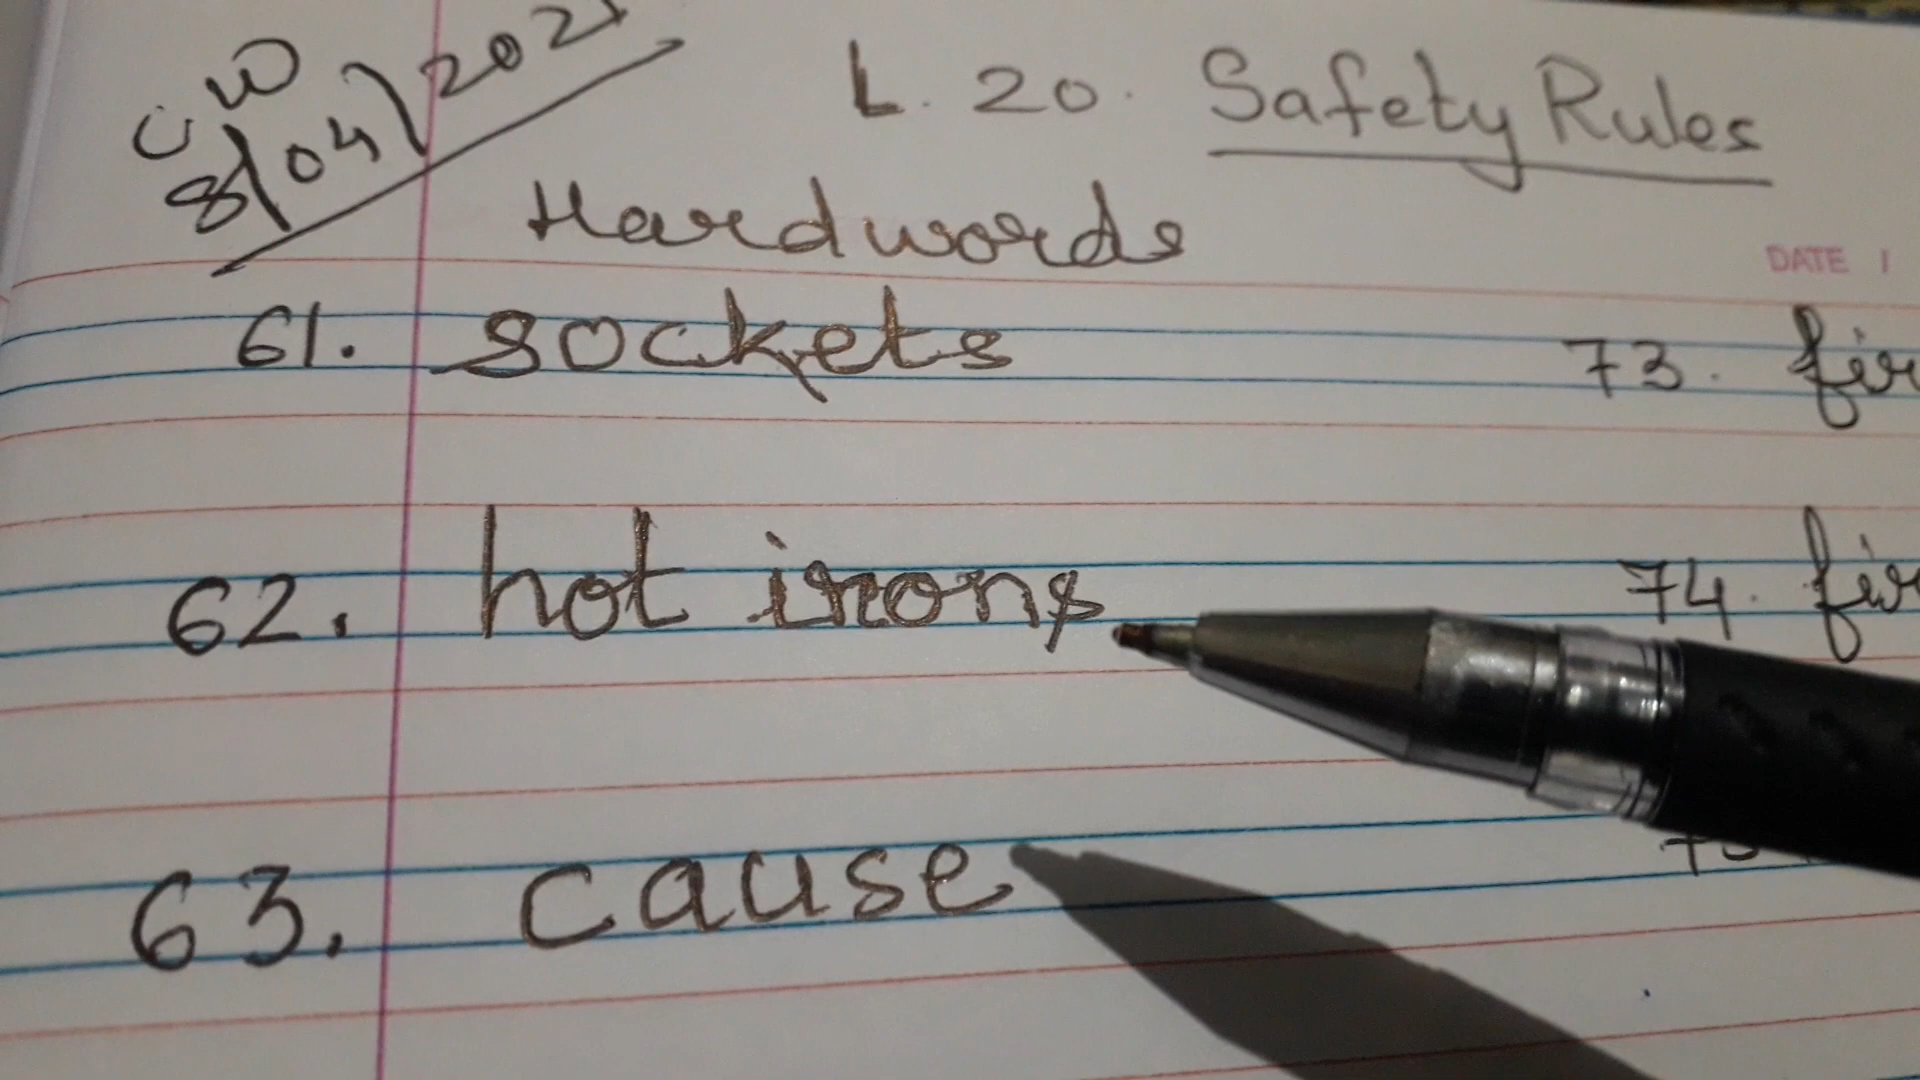 CW
8/04/2021
L. 20. Safety Rules
Hardwords
DATE
61. sockets
73.
62. hot irons
74.
63. cause